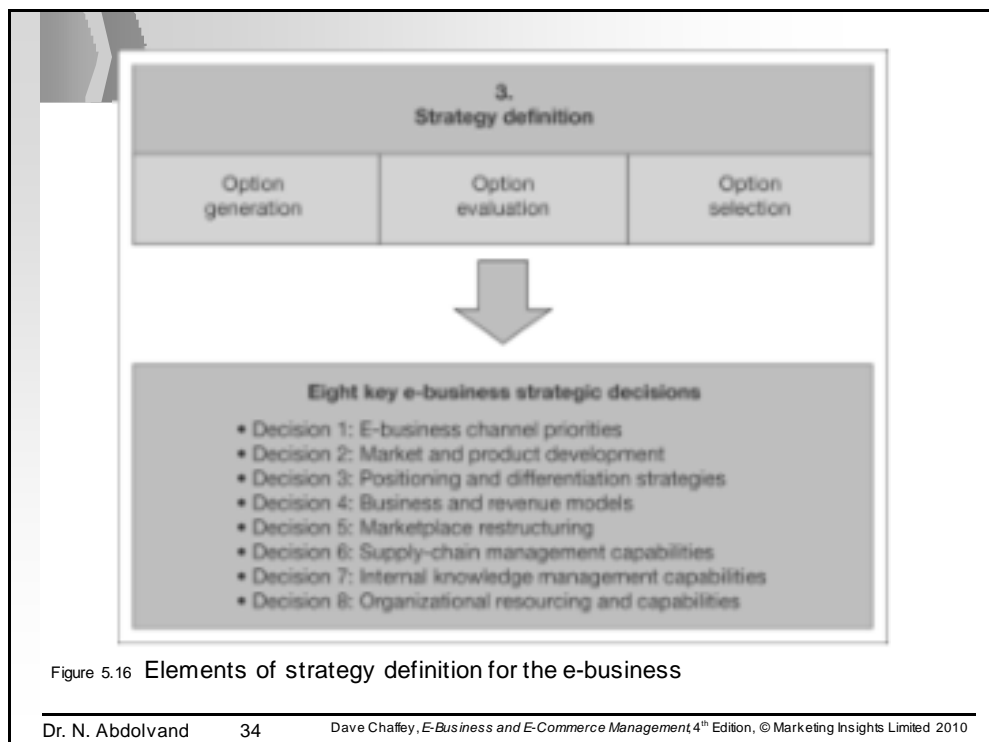 3.
Strategy definition
Option
generation
Option
evaluation
Option
selection
Eight key e-business strategic decisions
• Decision 1: E-business channel priorities
• Decision 2: Market and product development
• Decision 3: Positioning and differentiation strategies
• Decision 4: Business and revenue models
• Decision 5: Marketplace restructuring
• Decision 6: Supply-chain management capabilities
• Decision 7: Internal knowledge management capabilities
• Decision 8: Organizational resourcing and capabilities
Figure 5.16 Elements of strategy definition for the e-business
Dr. N. Abdolvand 34 Dave Chaffey, E-Business and E-Commerce Management, 4th Edition, © Marketing Insights Limited 2010